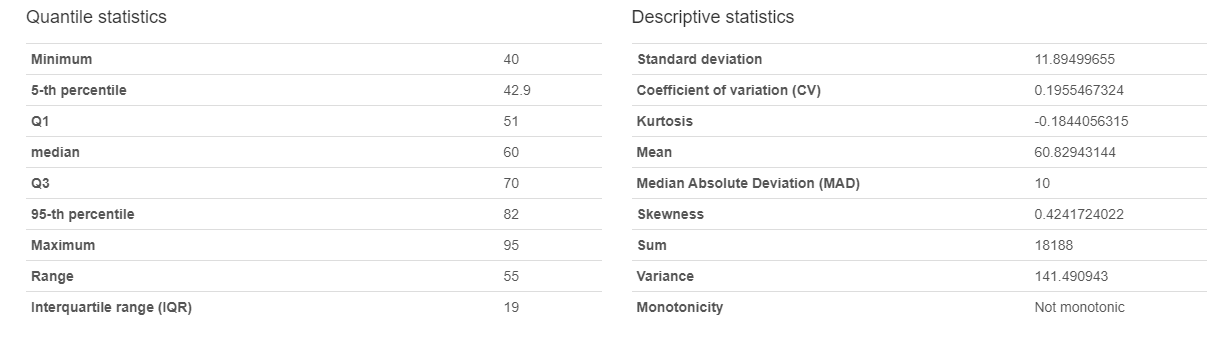 Quantile statistics
Minimum 40
5-th percentile 42.9
Q1 51
median 60
Q3 70
95-th percentile 82
Maximum 95
Range 55
Interquartile range (IQR) 19
Descriptive statistics
Standard deviation 11.89499655
Coefficient of variation (CV) 0.1955467324
Kurtosis -0.1844056315
Mean 60.82943144
Median Absolute Deviation (MAD) 10
Skewness 0.4241724022
Sum 18188
Variance 141.490943
Monotonicity Not monotonic